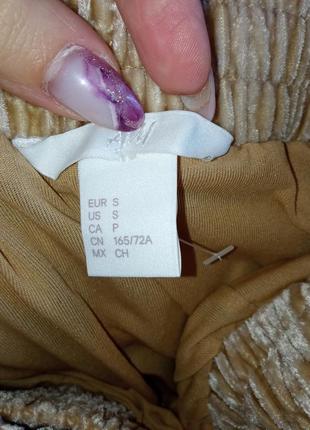 EUR S
US S
CA P
CN 165/72A
MX CH